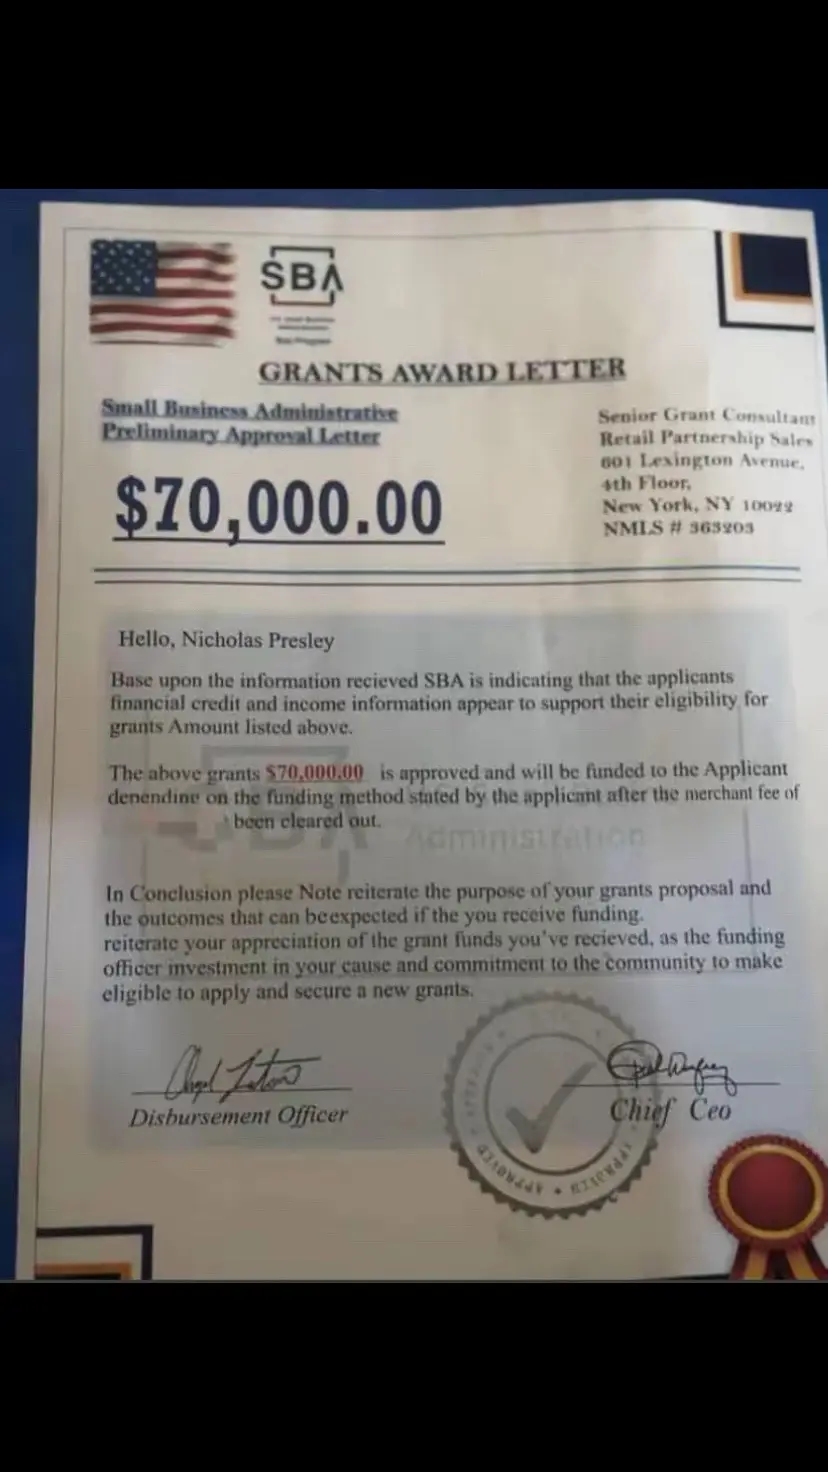 SBA
GRANTS AWARD LETTER
Small Business Administrative
Preliminary Approval Letter
$70,000.00
Senior Grant Consultant
Retail Partnership Sales
601 Lexington Avenue,
4th Floor,
New York, NY 10022
NMLS # 363203
Hello, Nicholas Presley
Base upon the information recieved SBA is indicating that the applicants
financial credit and income information appear to support their eligibility for
grants Amount listed above.
The above grants $70,000.00 is approved and will be funded to the Applicant
denendine on the funding method stated by the applicant after the merchant fee of
been cleared out.
Administration
In Conclusion please Note reiterate the purpose of your grants proposal and
the outcomes that can beexpected if the you receive funding.
reiterate your appreciation of the grant funds you've recieved, as the funding
officer investment in your cause and commitment to the community to make
eligible to apply and secure a new grants.
Disbursement Officer
Chief Ceo
APPROVED • APPROVED